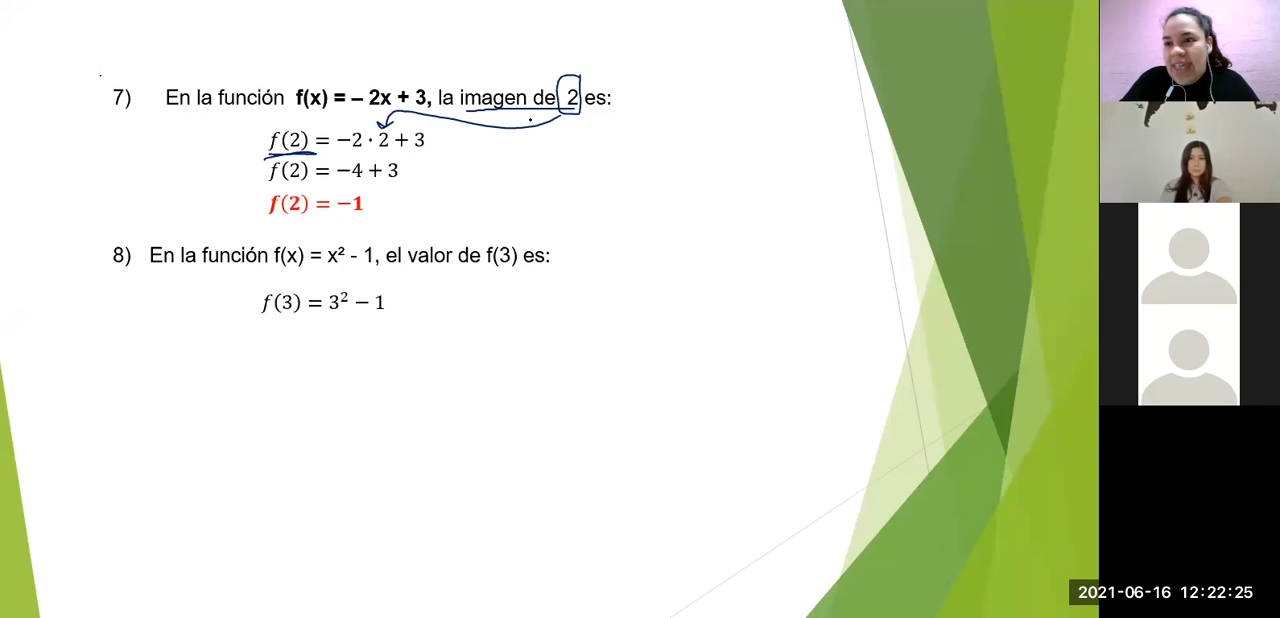 7) En la función f(x) = – 2x + 3, la imagen de 2 es:
f(2) = −2 · 2 + 3
f(2) = −4 + 3
f(2) = −1
8) En la función f(x) = x² - 1, el valor de f(3) es:
f(3) = 3² − 1
2021-06-16 12:22:25